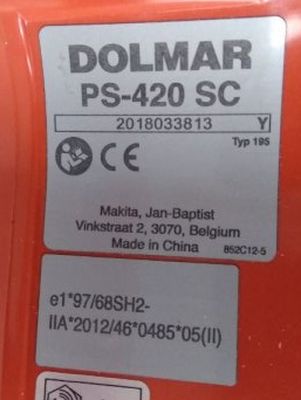 DOLMAR
PS-420 SC
2018033813 Y
Typ 195
CE
Makita, Jan-Baptist
Vinkstraat 2, 3070, Belgium
Made in China 852C12-5
e1*97/68SH2-
IIA*2012/46*0485*05(II)